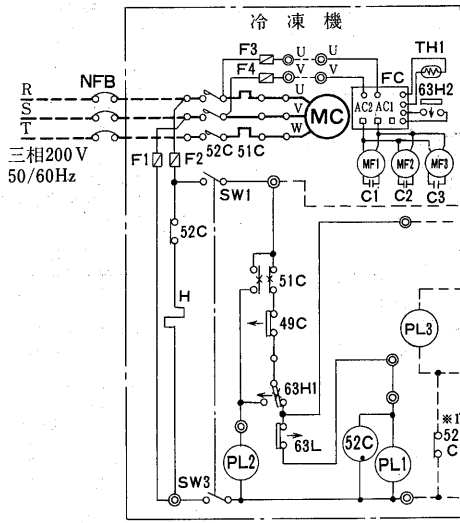 冷凍機
F3 U U TH1
F4 V V FC 63H2
NFB
R U
S V MC AC2 AC1
T W
三相200V
50/60Hz
F1 F2 52C 51C
MF1 MF2 MF3
C1 C2 C3
SW1
52C
51C
H
49C
PL3
63H1
63L
PL2 52C PL1
52
C
SW3